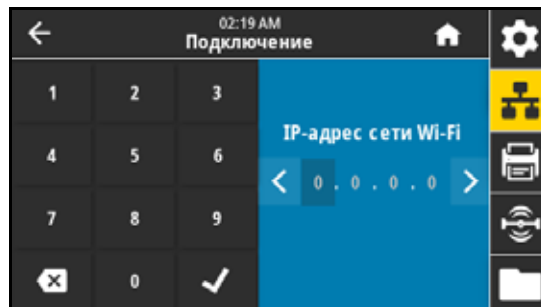 02:19 AM
Подключение
1 2 3
4 5 6
7 8 9
0
IP-адрес сети Wi-Fi
0 . 0 . 0 . 0